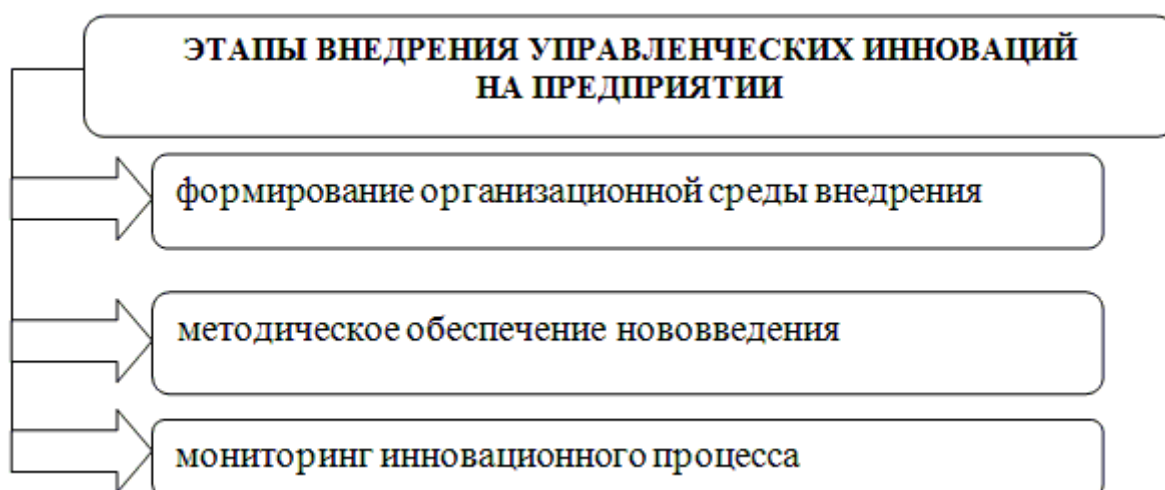 ЭТАПЫ ВНЕДРЕНИЯ УПРАВЛЕНЧЕСКИХ ИННОВАЦИЙ
НА ПРЕДПРИЯТИИ
формирование организационной среды внедрения
методическое обеспечение нововведения
мониторинг инновационного процесса